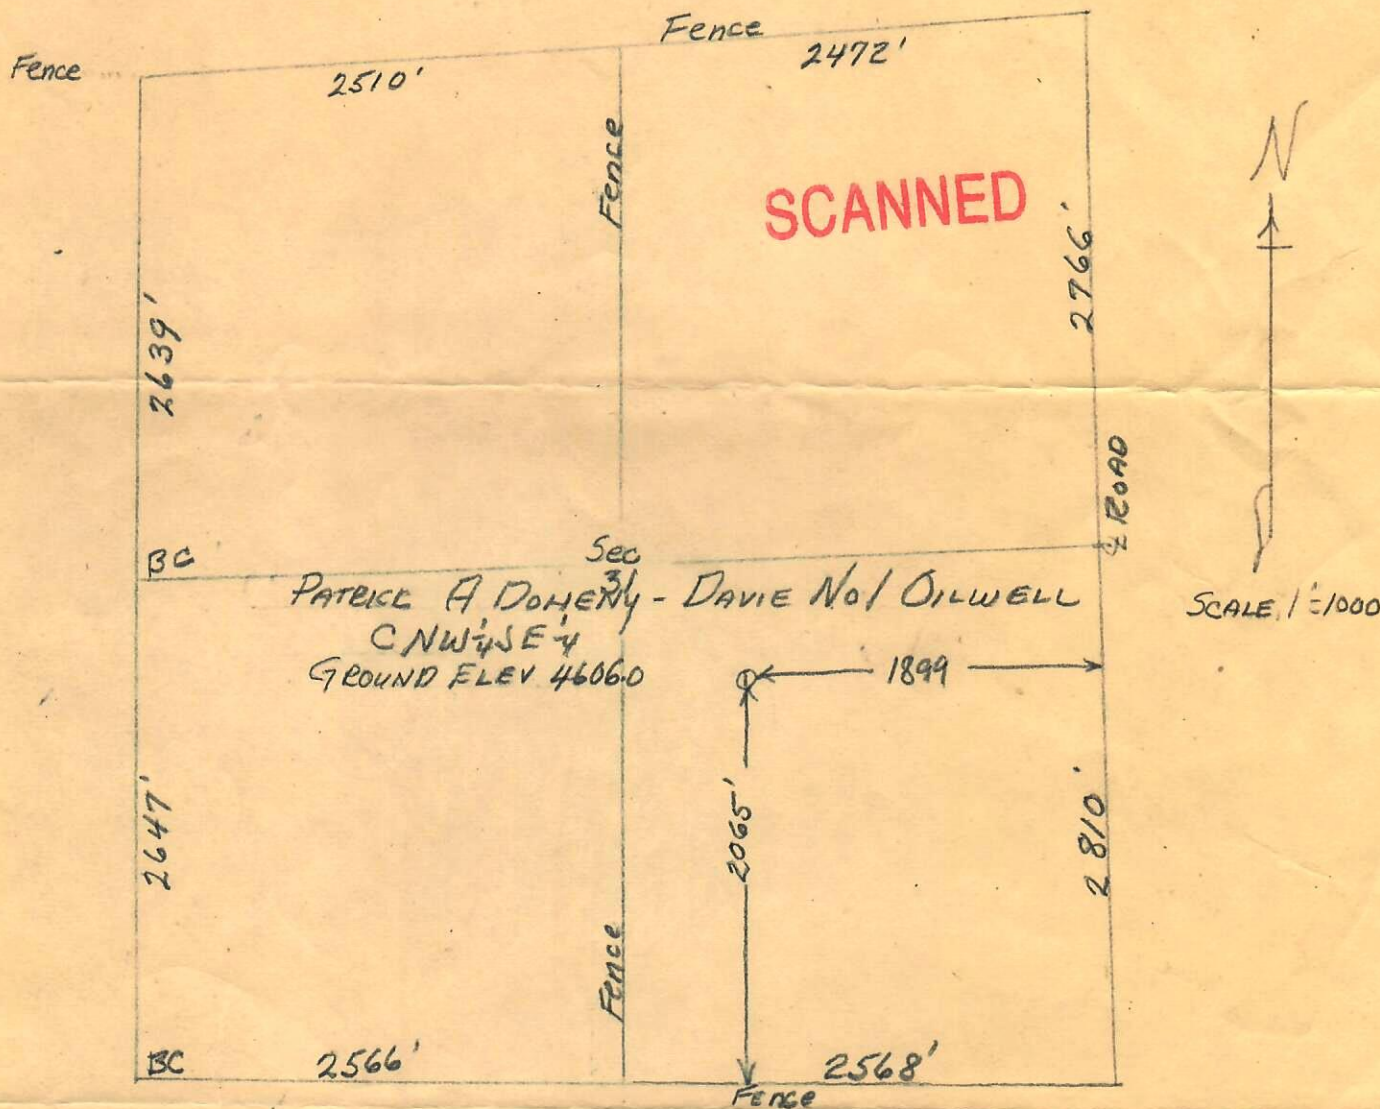 Fence
Fence
2510'
2472'
Fence
SCANNED
N
2639'
2766'
℄ ROAD
BC
Sec
31
PATRICK A DOHENY - DAVIE No 1 OILWELL
C NW¼ SE¼
GROUND ELEV 4606.0
SCALE 1"=1000
1899
2065'
2647'
2810'
Fence
BC
2566'
2568'
Fence